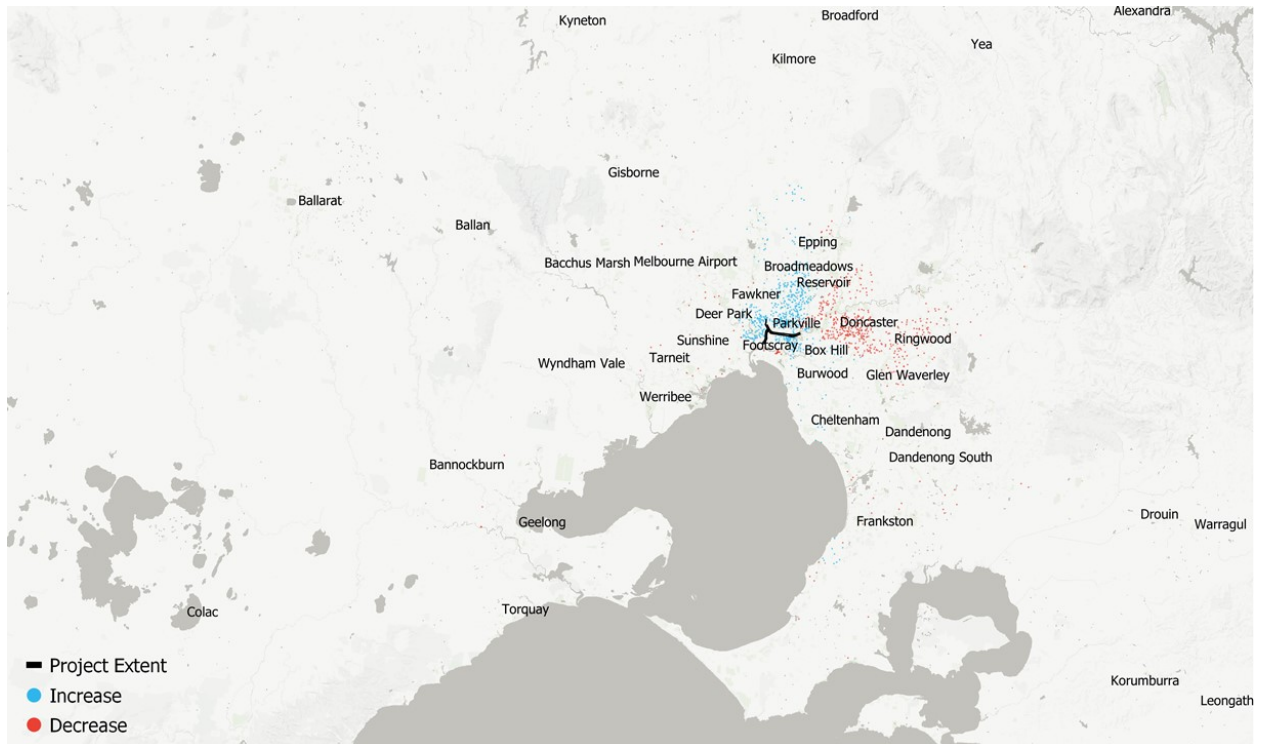 Kyneton
Broadford
Alexandra
Yea
Kilmore
Gisborne
Ballarat
Ballan
Epping
Bacchus Marsh
Melbourne Airport
Broadmeadows
Reservoir
Fawkner
Deer Park
Parkville
Doncaster
Sunshine
Footscray
Box Hill
Ringwood
Wyndham Vale
Tarneit
Burwood
Glen Waverley
Werribee
Cheltenham
Dandenong
Dandenong South
Bannockburn
Geelong
Frankston
Drouin
Warragul
Colac
Torquay
Project Extent
Increase
Decrease
Korumburra
Leongath